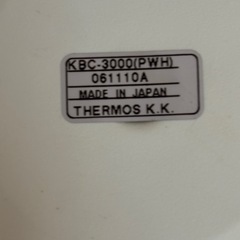 KBC-3000(PWH)
061110A
MADE IN JAPAN
THERMOS K.K.